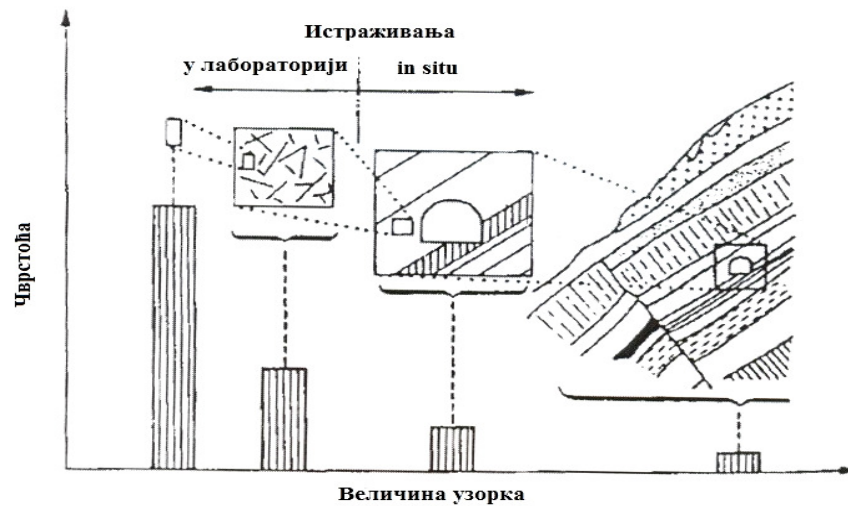 Истраживања
у лабораторији
in situ
Чврстоћа
Величина узорка